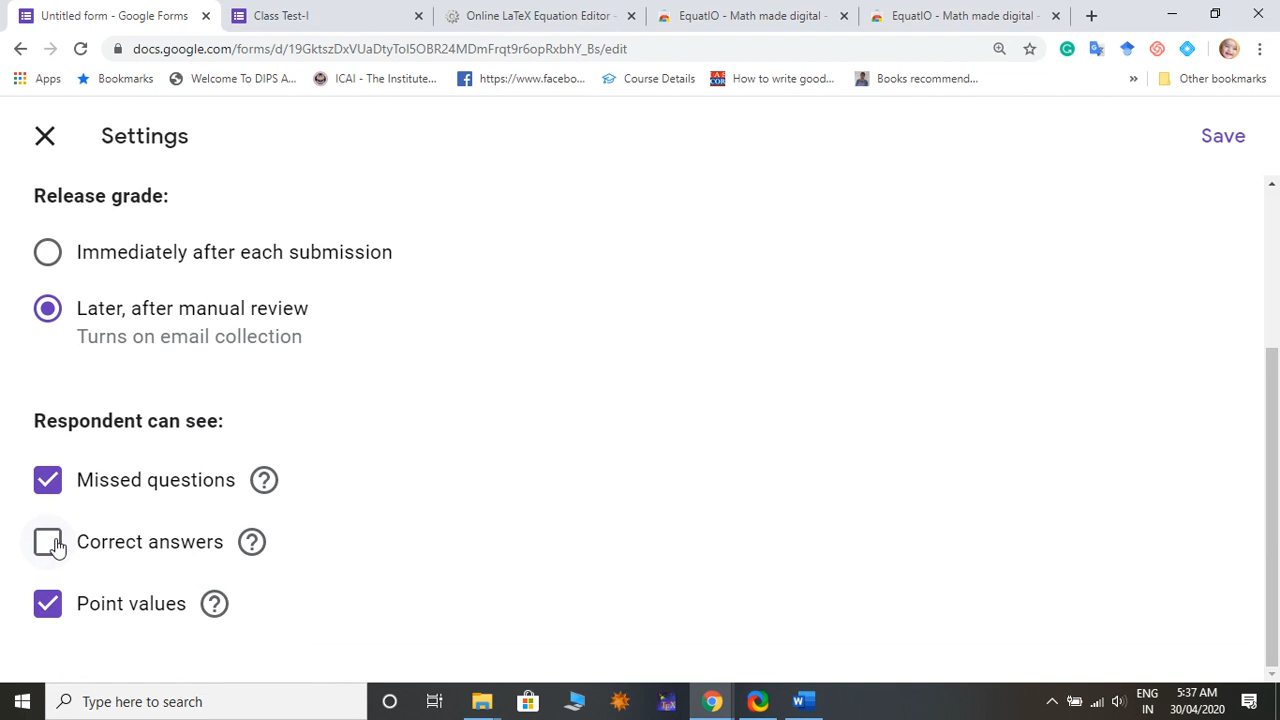 Untitled form - Google Forms
Class Test-I
Online LaTeX Equation Editor -
EquatIO - Math made digital -
EquatIO - Math made digital -
docs.google.com/forms/d/19GktszDxVUaDtyToI5OBR24MDmFrqt9r6opRxbhY_Bs/edit
Apps
Bookmarks
Welcome To DIPS A...
ICAI - The Institute...
https://www.facebo...
Course Details
How to write good...
Books recommend...
Other bookmarks
Settings
Save
Release grade:
Immediately after each submission
Later, after manual review
Turns on email collection
Respondent can see:
Missed questions
Correct answers
Point values
Type here to search
ENG
IN
5:37 AM
30/04/2020